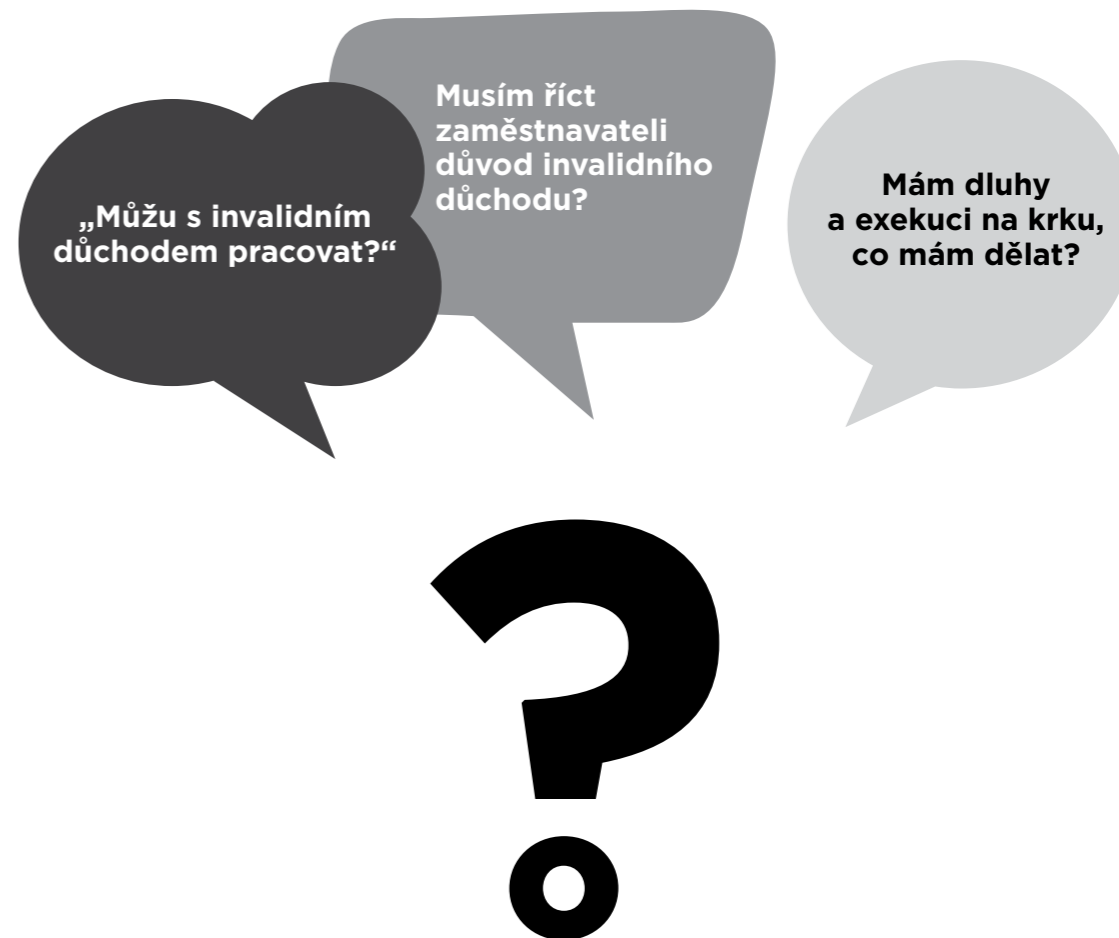 „Můžu s invalidním
důchodem pracovat?“
Musím říct
zaměstnavateli
důvod invalidního
důchodu?
Mám dluhy
a exekuci na krku,
co mám dělat?
?